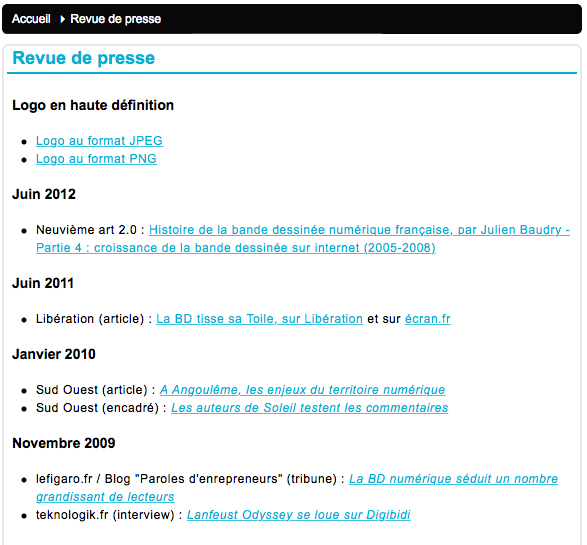 Accueil Revue de presse
Revue de presse
Logo en haute définition
Logo au format JPEG
Logo au format PNG
Juin 2012
Neuvième art 2.0 : Histoire de la bande dessinée numérique française, par Julien Baudry -
Partie 4 : croissance de la bande dessinée sur internet (2005-2008)
Juin 2011
Libération (article) : La BD tisse sa Toile, sur Libération et sur écran.fr
Janvier 2010
Sud Ouest (article) : A Angoulême, les enjeux du territoire numérique
Sud Ouest (encadré) : Les auteurs de Soleil testent les commentaires
Novembre 2009
lefigaro.fr / Blog "Paroles d'enrepreneurs" (tribune) : La BD numérique séduit un nombre
grandissant de lecteurs
teknologik.fr (interview) : Lanfeust Odyssey se loue sur Digibidi